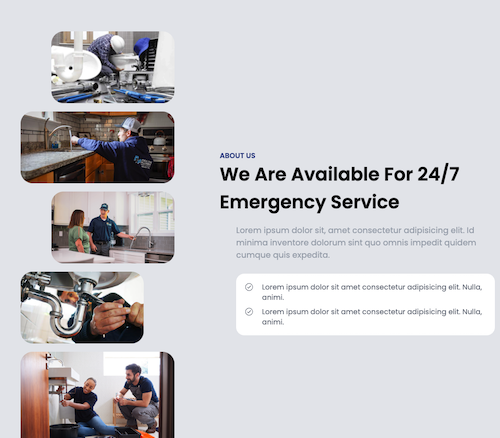 ABOUT US
We Are Available For 24/7
Emergency Service
Lorem ipsum dolor sit, amet consectetur adipisicing elit. Id
minima inventore dolorum sint quo omnis impedit quidem
cumque quis expedita.
Lorem ipsum dolor sit amet consectetur adipisicing elit. Nulla,
animi.
Lorem ipsum dolor sit amet consectetur adipisicing elit. Nulla,
animi.